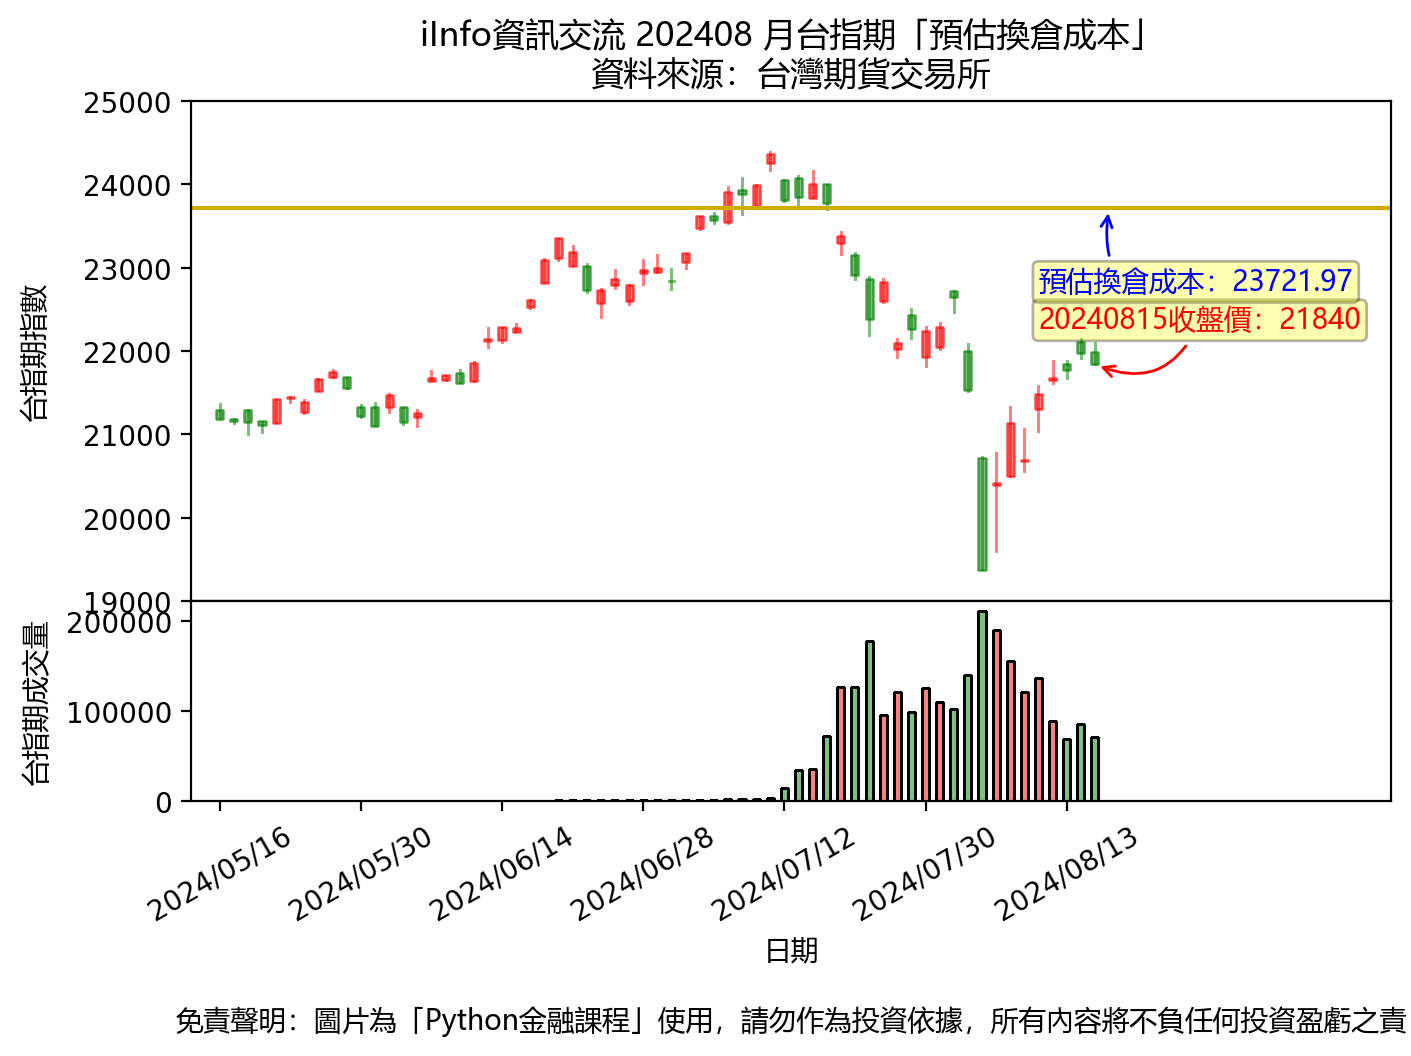 iInfo資訊交流 202408 月台指期「預估換倉成本」
資料來源：台灣期貨交易所
25000
24000
23000
22000
21000
20000
19000
台指期指數
預估換倉成本：23721.97
20240815收盤價：21840
200000
100000
0
台指期成交量
2024/05/16
2024/05/30
2024/06/14
2024/06/28
2024/07/12
2024/07/30
2024/08/13
日期
免責聲明：圖片為「Python金融課程」使用，請勿作為投資依據，所有內容將不負任何投資盈虧之責